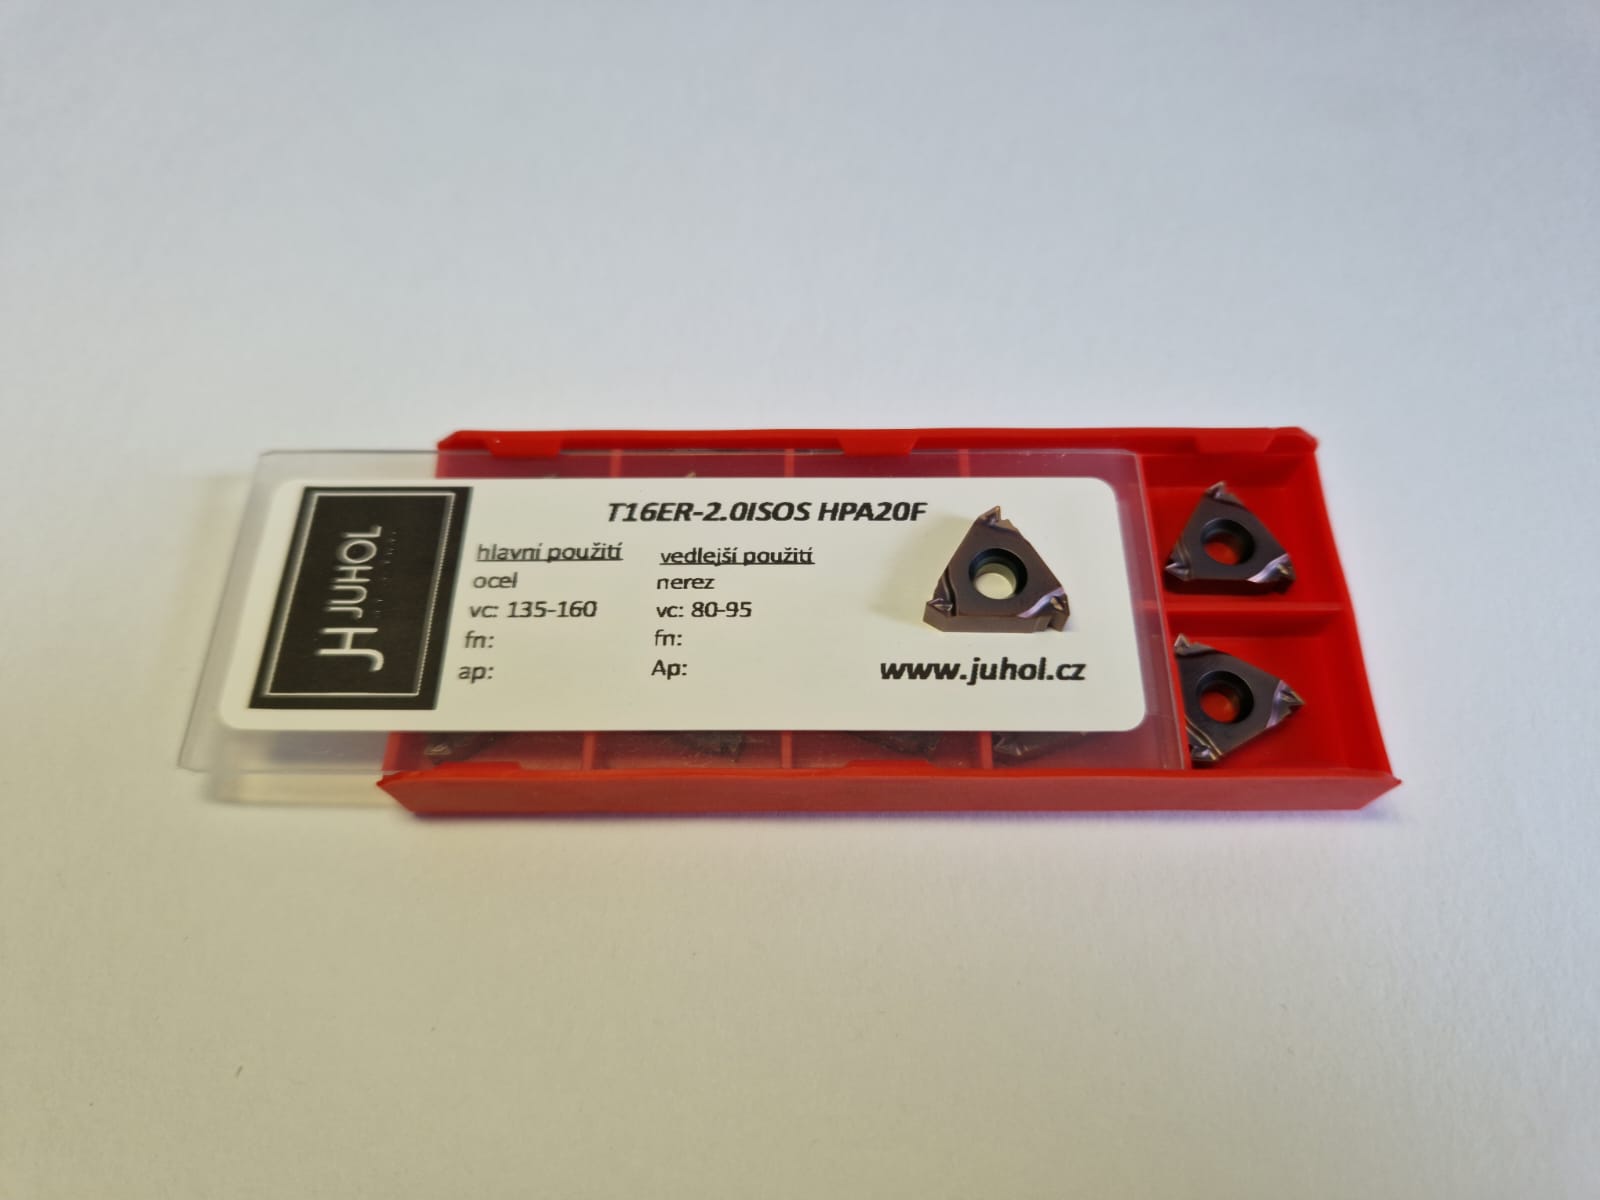 JH JUHOL
T16ER-2.0ISOS HPA20F
hlavní použití
ocel
vc: 135-160
fn:
ap:
vedlejší použití
nerez
vc: 80-95
fn:
Ap:
www.juhol.cz